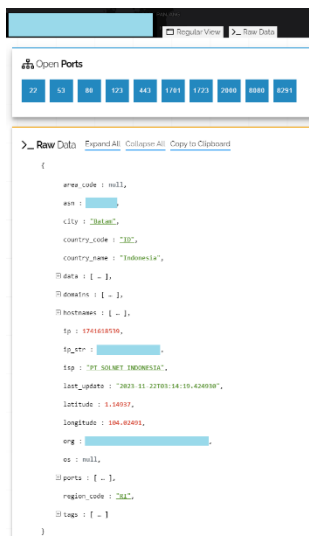 Regular View >_ Raw Data
Open Ports
22 53 80 123 443 1701 1723 2000 8080 8291
>_ Raw Data Expand All Collapse All Copy to Clipboard
{
area_code : null,
asn : ,
city : "Batam",
country_code : "ID",
country_name : "Indonesia",
data : [ … ],
domains : [ … ],
hostnames : [ … ],
ip : 1741618539,
ip_str : ,
isp : "PT SOLNET INDONESIA",
last_update : "2023-11-22T03:14:19.424930",
latitude : 1.14937,
longitude : 104.02491,
org : ,
os : null,
ports : [ … ],
region_code : "RI",
tags : [ … ]
}